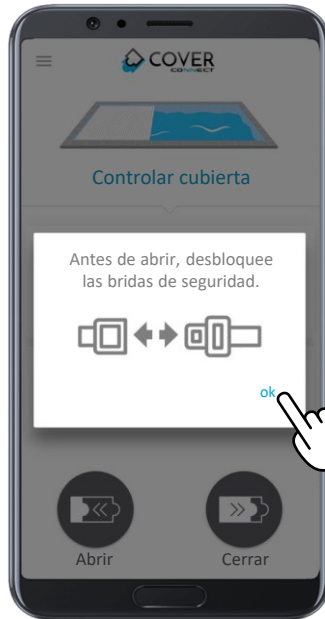 COVER
CONNECT
Controlar cubierta
Antes de abrir, desbloquee
las bridas de seguridad.
ok
Abrir
Cerrar